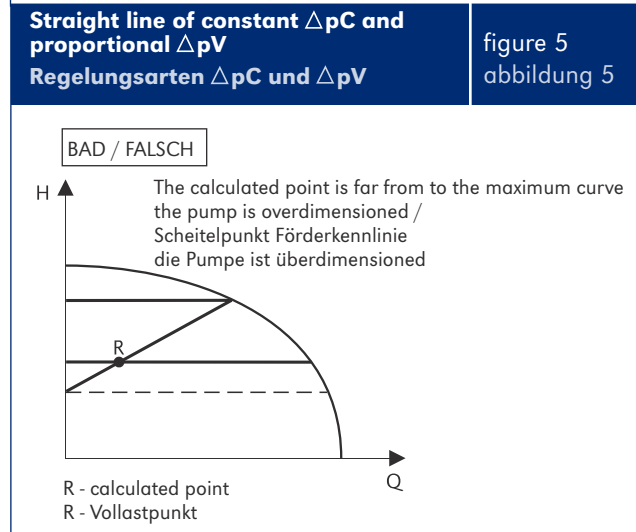 Straight line of constant △pC and
proportional △pV
Regelungsarten △pC und △pV
figure 5
abbildung 5
BAD / FALSCH
H
The calculated point is far from to the maximum curve
the pump is overdimensioned /
Scheitelpunkt Förderkennlinie
die Pumpe ist überdimensioned
R
Q
R - calculated point
R - Vollastpunkt